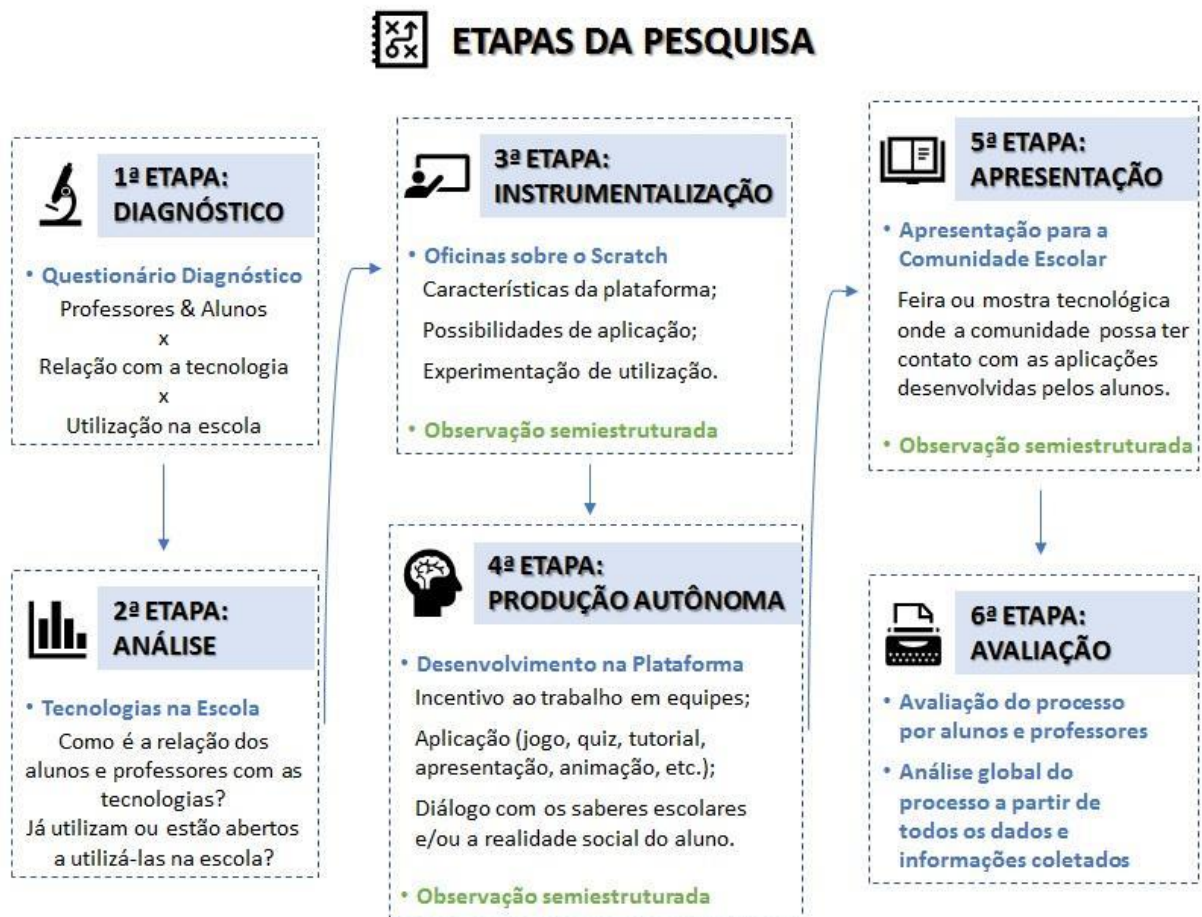 ETAPAS DA PESQUISA
1ª ETAPA:
DIAGNÓSTICO
• Questionário Diagnóstico
Professores & Alunos
x
Relação com a tecnologia
x
Utilização na escola
2ª ETAPA:
ANÁLISE
• Tecnologias na Escola
Como é a relação dos
alunos e professores com as
tecnologias?
Já utilizam ou estão abertos
a utilizá-las na escola?
3ª ETAPA:
INSTRUMENTALIZAÇÃO
• Oficinas sobre o Scratch
Características da plataforma;
Possibilidades de aplicação;
Experimentação de utilização.
• Observação semiestruturada
4ª ETAPA:
PRODUÇÃO AUTÔNOMA
• Desenvolvimento na Plataforma
Incentivo ao trabalho em equipes;
Aplicação (jogo, quiz, tutorial,
apresentação, animação, etc.);
Diálogo com os saberes escolares
e/ou a realidade social do aluno.
• Observação semiestruturada
5ª ETAPA:
APRESENTAÇÃO
• Apresentação para a
Comunidade Escolar
Feira ou mostra tecnológica
onde a comunidade possa ter
contato com as aplicações
desenvolvidas pelos alunos.
• Observação semiestruturada
6ª ETAPA:
AVALIAÇÃO
• Avaliação do processo
por alunos e professores
• Análise global do
processo a partir de
todos os dados e
informações coletados